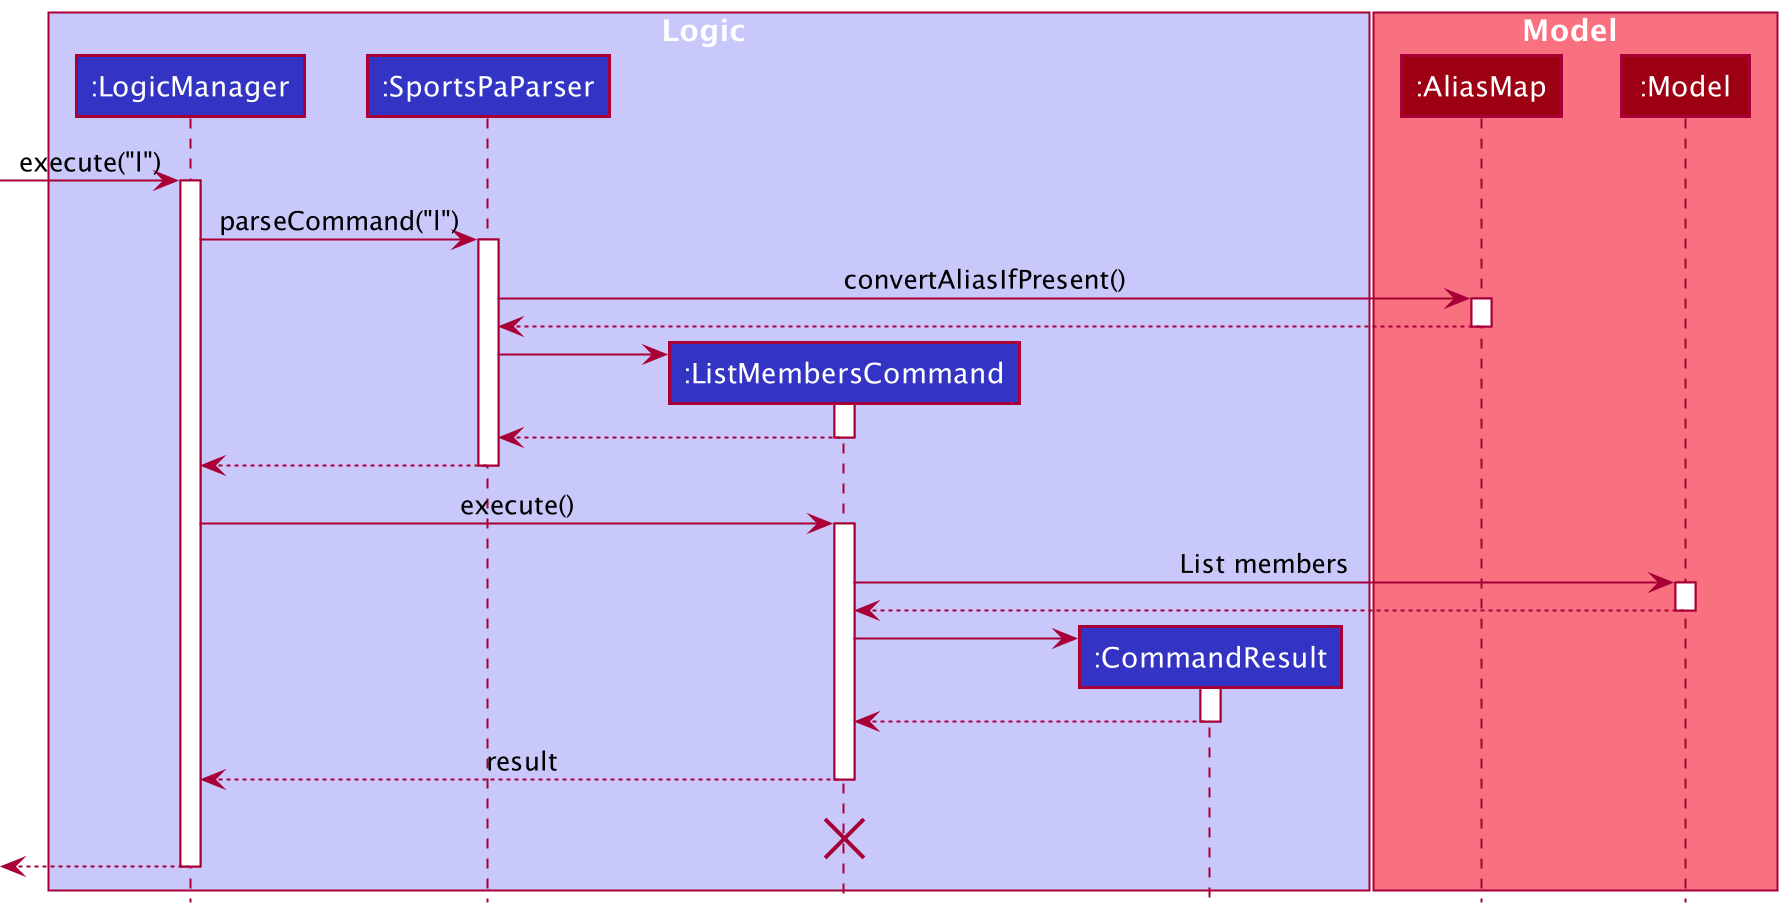 Logic
Model
:LogicManager
:SportsPaParser
:AliasMap
:Model
execute("l")
parseCommand("l")
convertAliasIfPresent()
:ListMembersCommand
execute()
List members
:CommandResult
result